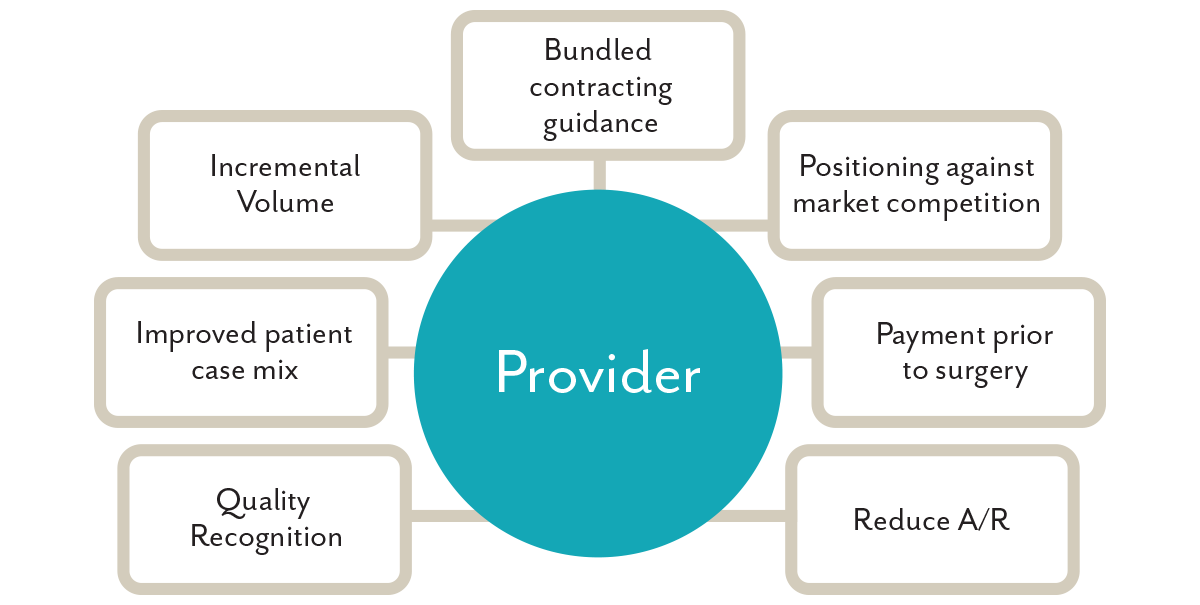 Bundled
contracting
guidance
Incremental
Volume
Positioning against
market competition
Improved patient
case mix
Provider
Payment prior
to surgery
Quality
Recognition
Reduce A/R